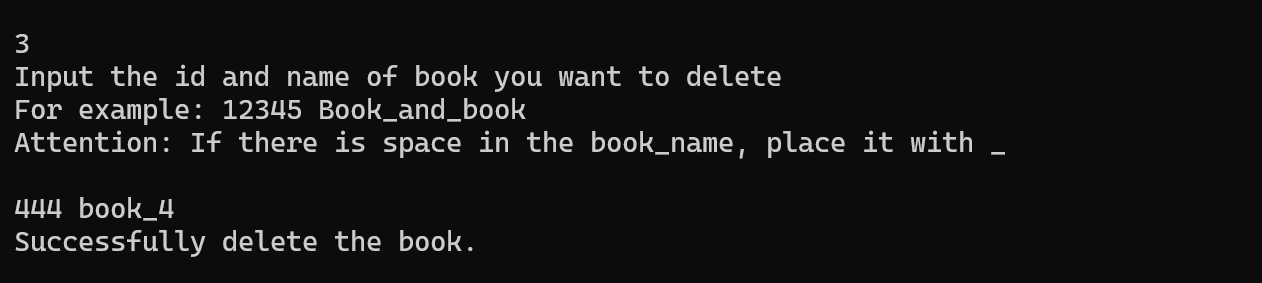 3
Input the id and name of book you want to delete
For example: 12345 Book_and_book
Attention: If there is space in the book_name, place it with _
444 book_4
Successfully delete the book.